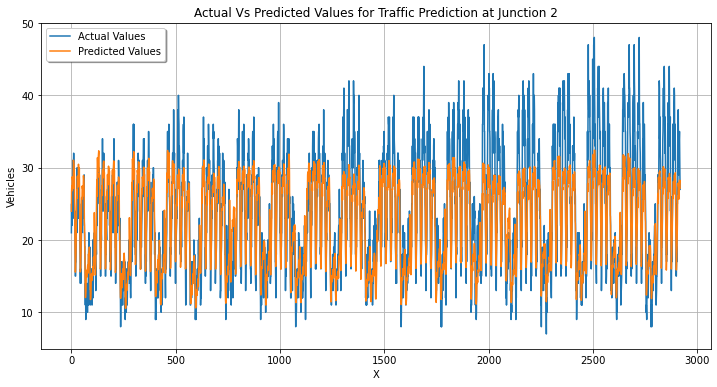 Actual Vs Predicted Values for Traffic Prediction at Junction 2
Actual Values
Predicted Values
50
40
30
20
10
Vehicles
0
500
1000
1500
2000
2500
3000
X